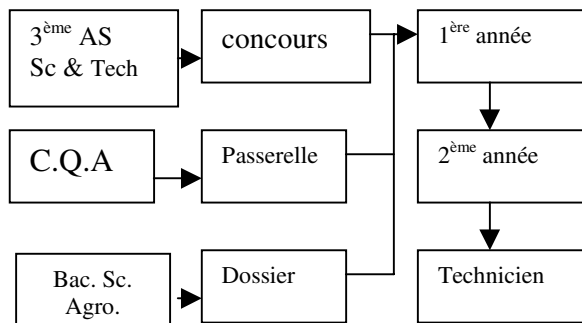 3ème AS
Sc & Tech
concours
1ère année
C.Q.A
Passerelle
2ème année
Bac. Sc.
Agro.
Dossier
Technicien